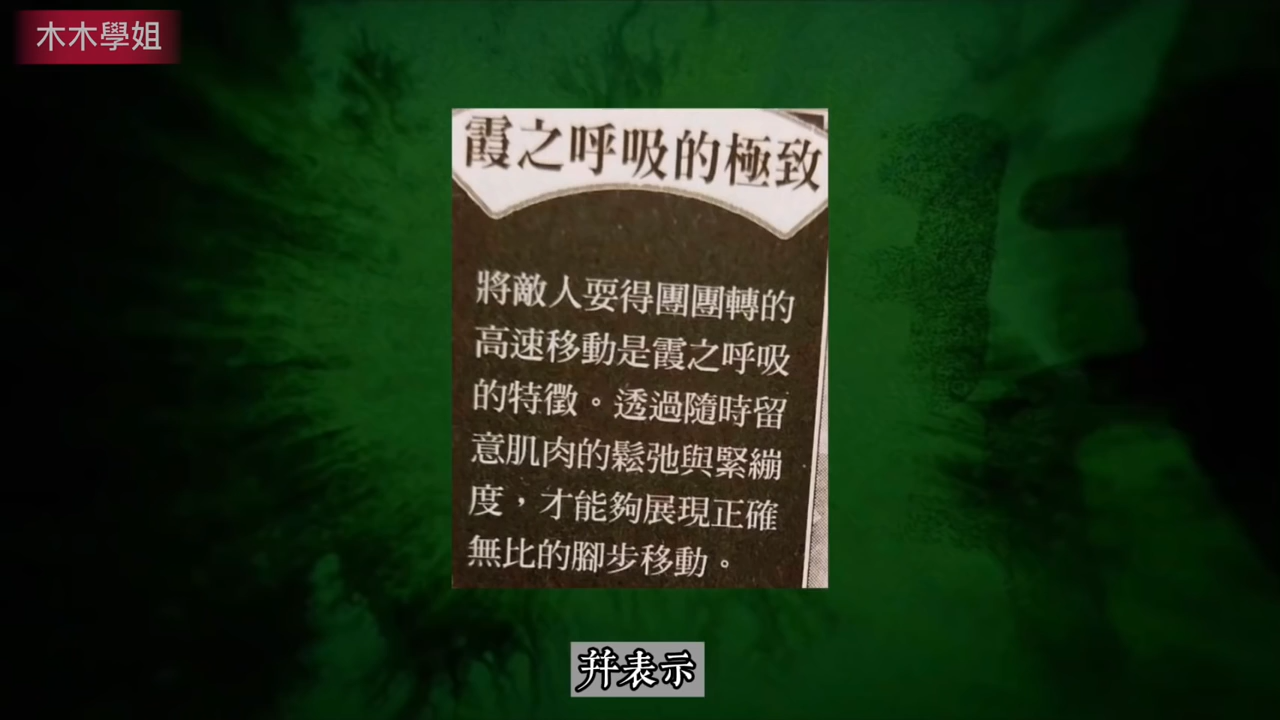 木木學姐
霞之呼吸的極致
將敵人耍得團團轉的
高速移動是霞之呼吸
的特徵。透過隨時留
意肌肉的鬆弛與緊繃
度，才能夠展現正確
無比的腳步移動。
并表示